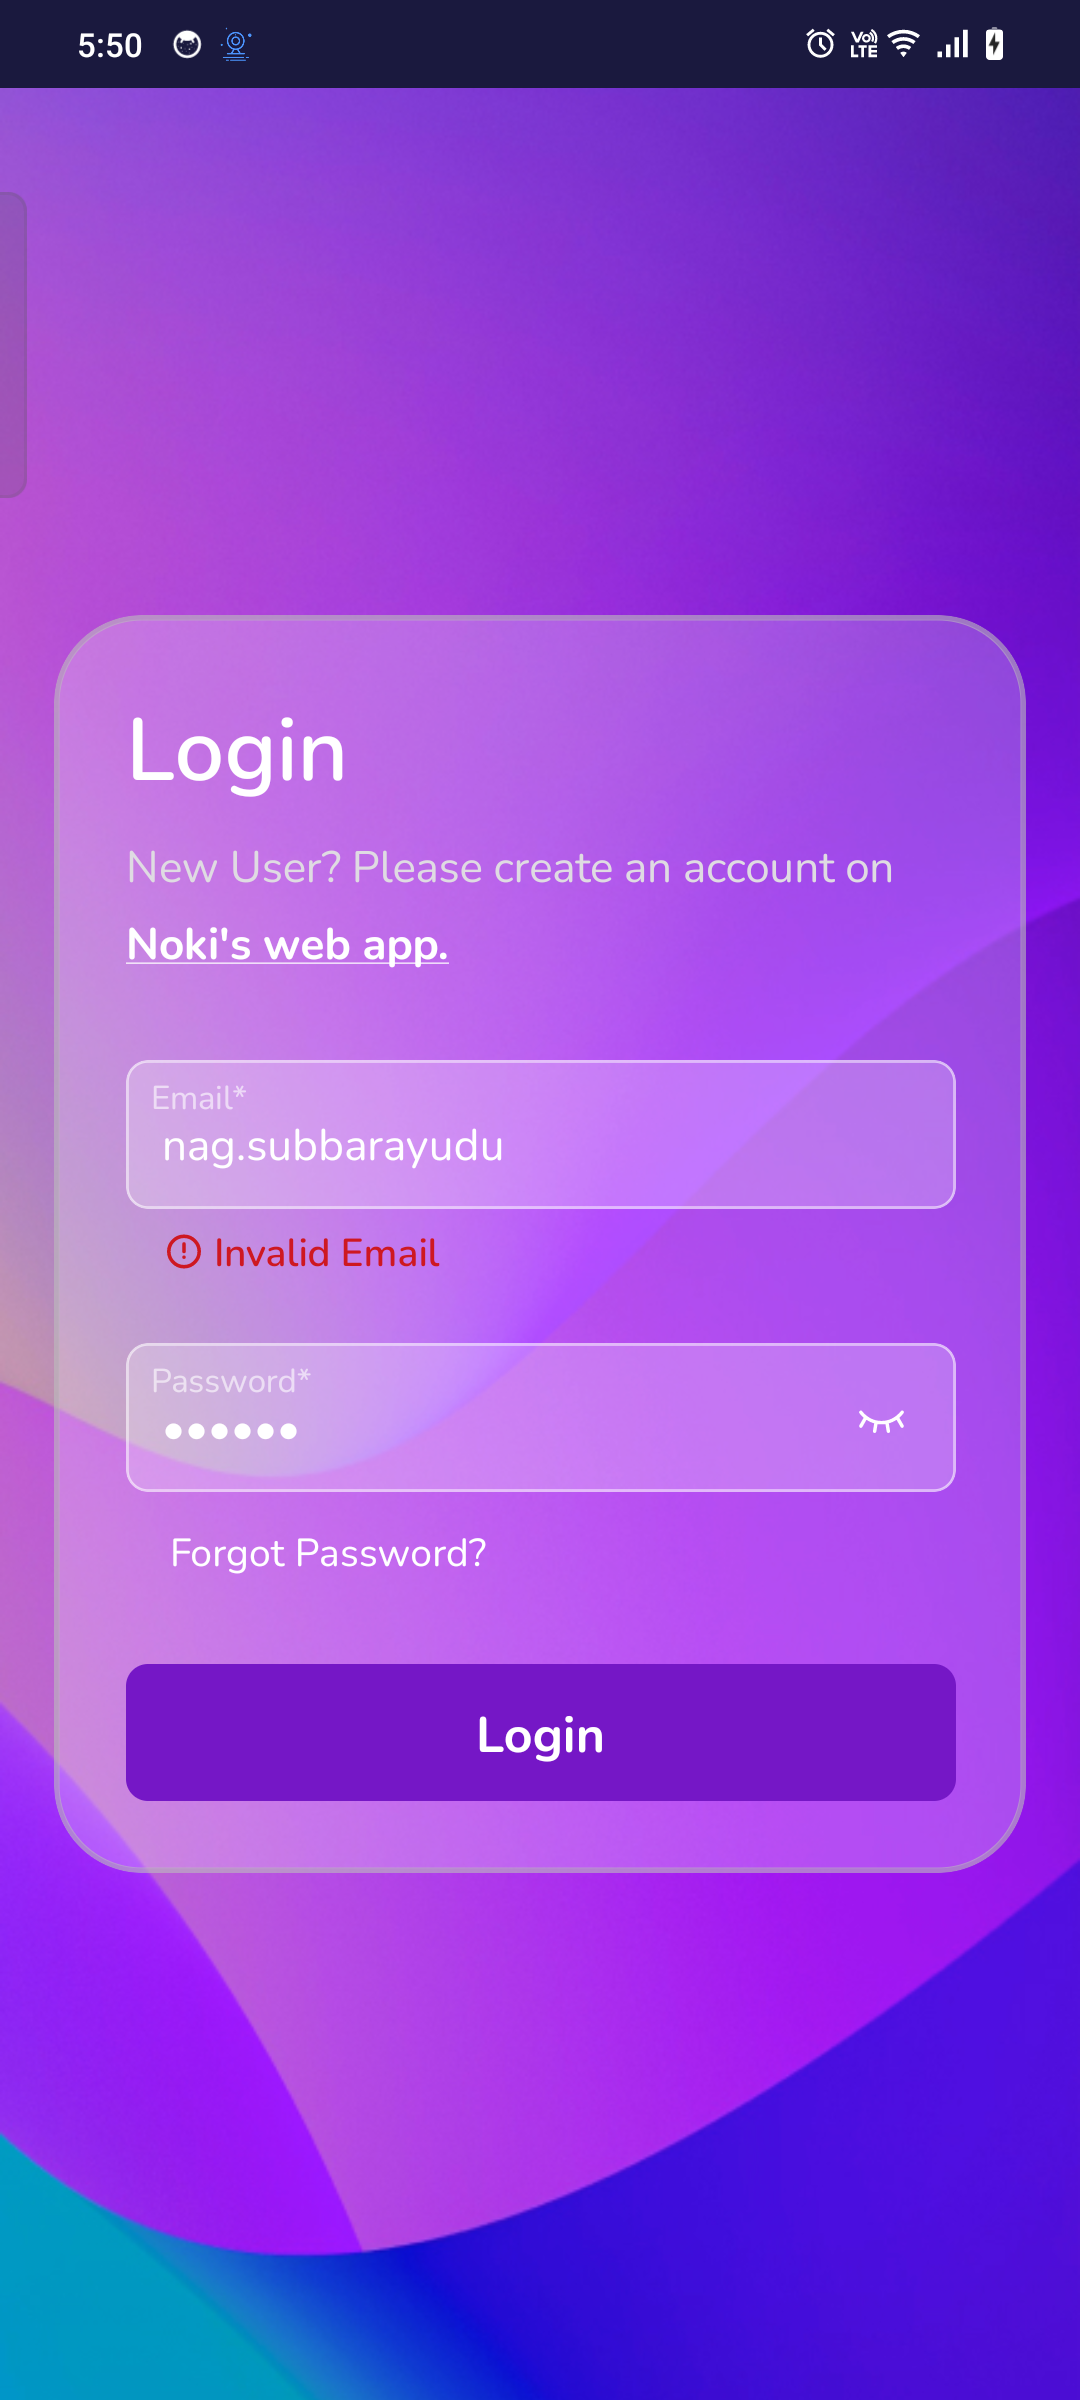 5:50
Vo)) LTE
Login
New User? Please create an account on
Noki's web app.
Email*
nag.subbarayudu
Invalid Email
Password*
••••••
Forgot Password?
Login